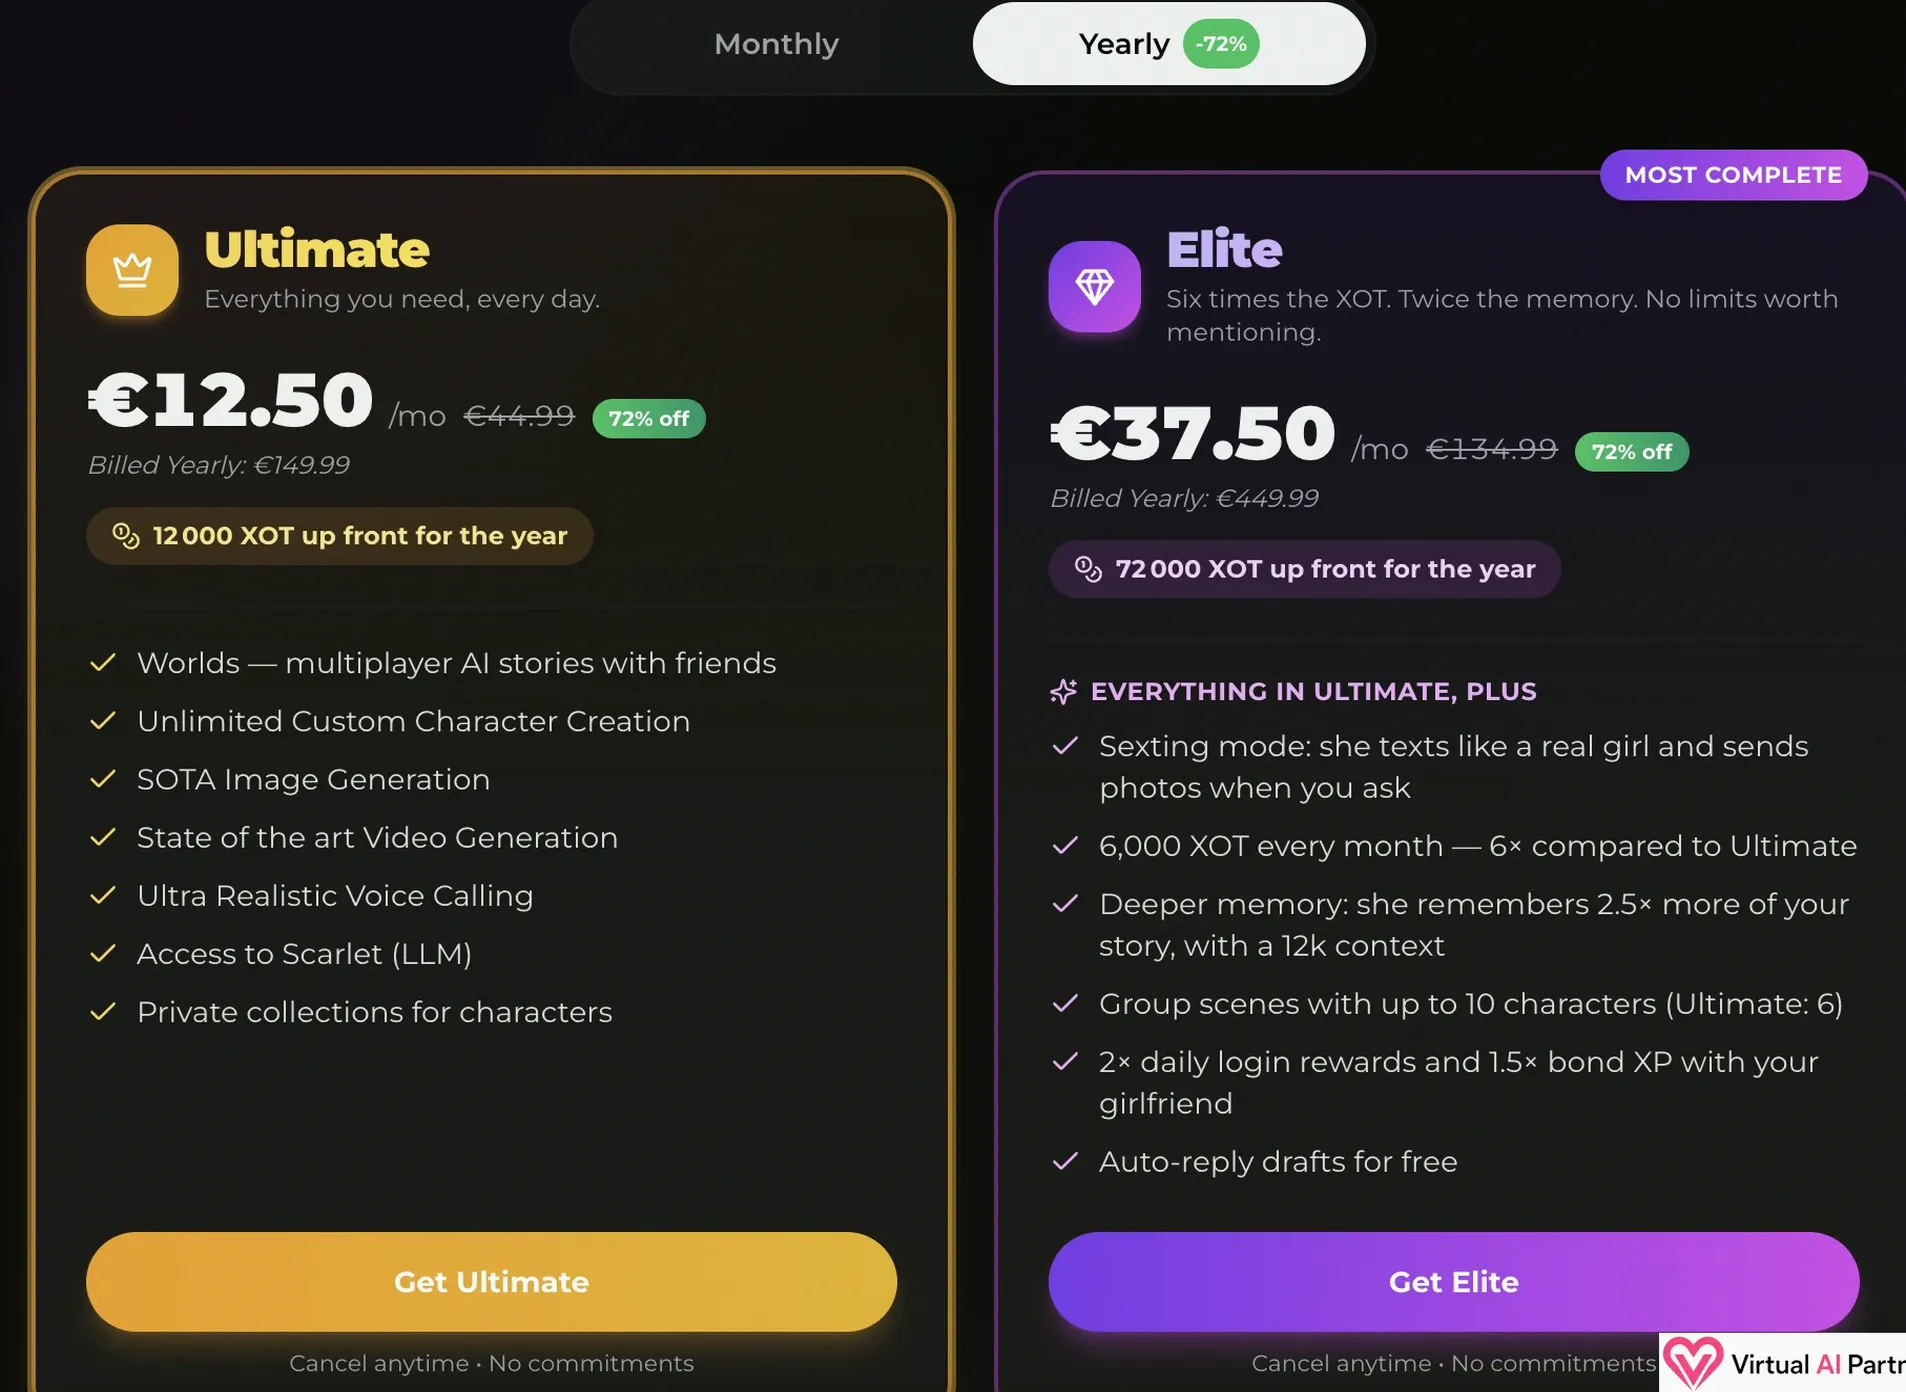 Monthly
Yearly -72%
Ultimate
Everything you need, every day.
€12.50 /mo €44.99 72% off
Billed Yearly: €149.99
12 000 XOT up front for the year
Worlds — multiplayer AI stories with friends
Unlimited Custom Character Creation
SOTA Image Generation
State of the art Video Generation
Ultra Realistic Voice Calling
Access to Scarlet (LLM)
Private collections for characters
Get Ultimate
Cancel anytime • No commitments
MOST COMPLETE
Elite
Six times the XOT. Twice the memory. No limits worth
mentioning.
€37.50 /mo €134.99 72% off
Billed Yearly: €449.99
72 000 XOT up front for the year
EVERYTHING IN ULTIMATE, PLUS
Sexting mode: she texts like a real girl and sends
photos when you ask
6,000 XOT every month — 6× compared to Ultimate
Deeper memory: she remembers 2.5× more of your
story, with a 12k context
Group scenes with up to 10 characters (Ultimate: 6)
2× daily login rewards and 1.5× bond XP with your
girlfriend
Auto-reply drafts for free
Get Elite
Cancel anytime • No commitments
Virtual AI Partn